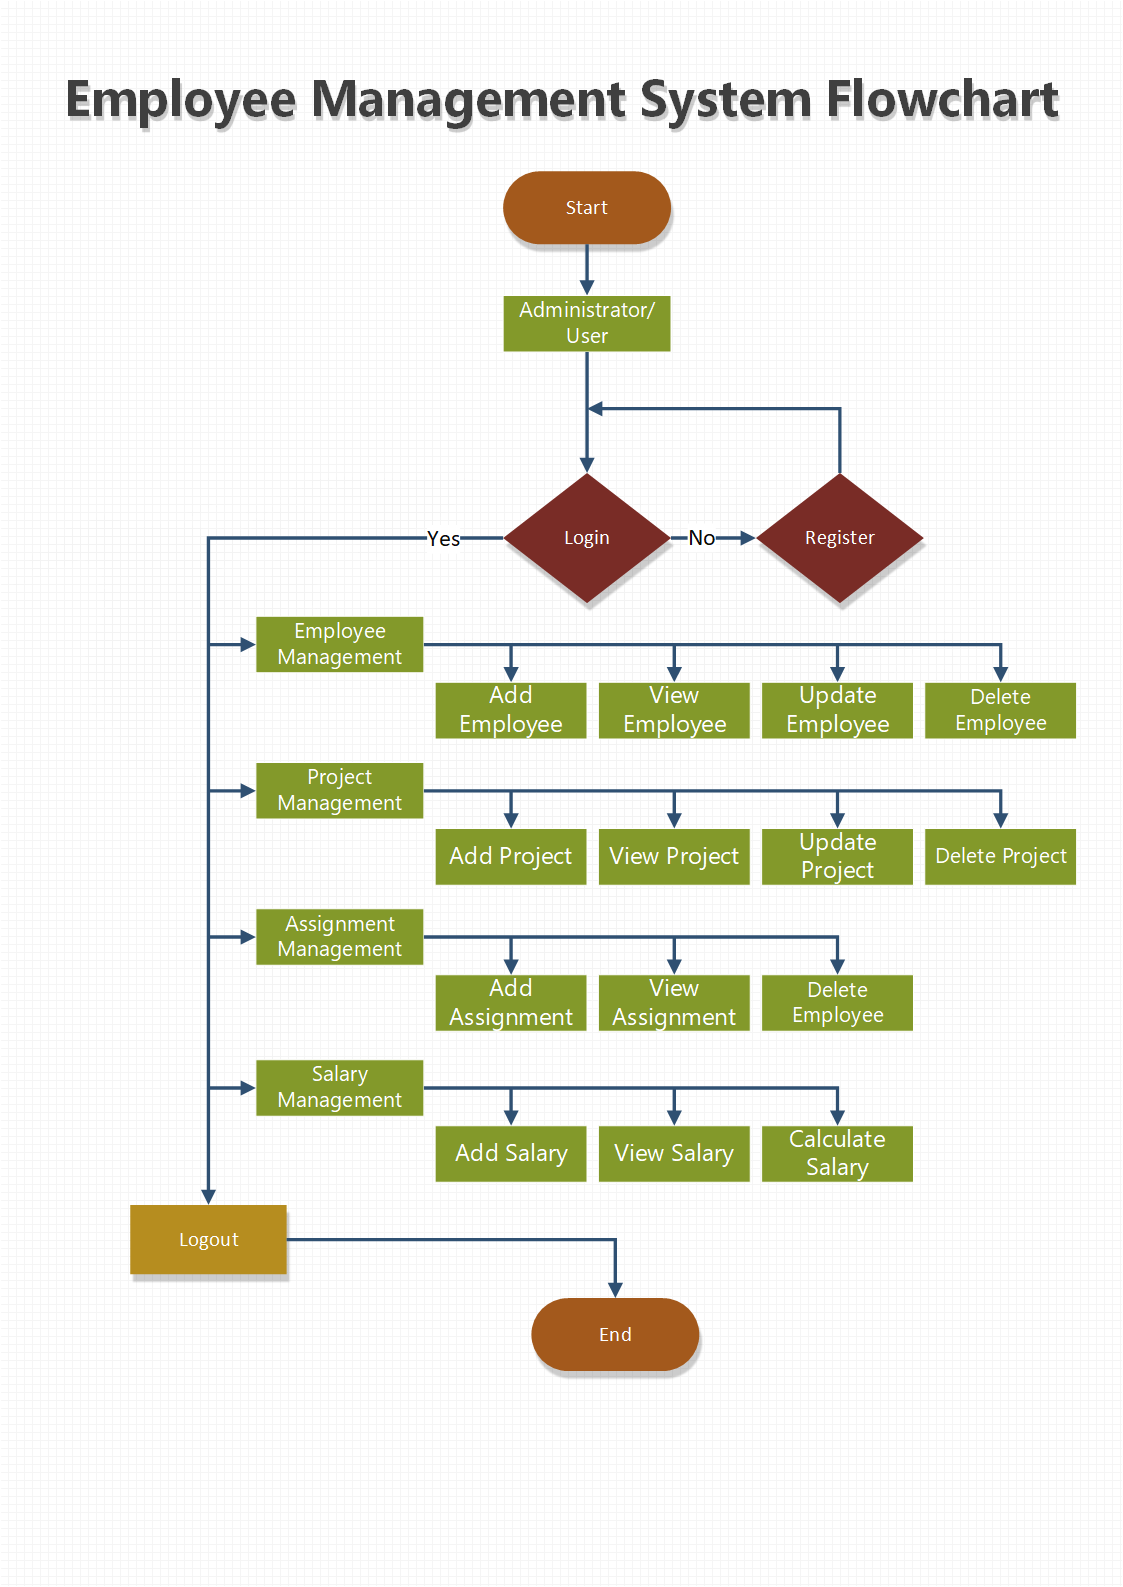 Employee Management System Flowchart
Start
Administrator/
User
Login
No
Register
Yes
Employee
Management
Add
Employee
View
Employee
Update
Employee
Delete
Employee
Project
Management
Add Project
View Project
Update
Project
Delete Project
Assignment
Management
Add
Assignment
View
Assignment
Delete
Employee
Salary
Management
Add Salary
View Salary
Calculate
Salary
Logout
End